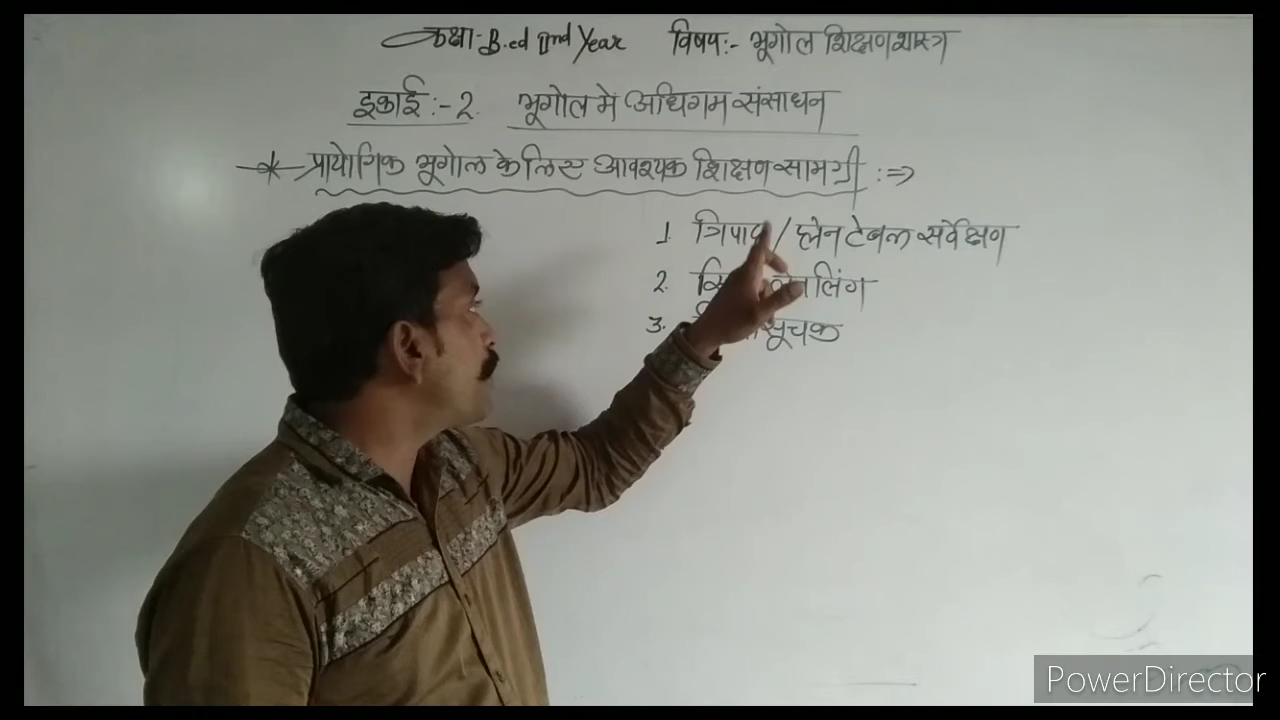 कक्षा- B.ed IInd Year विषय:- भूगोल शिक्षणशास्त्र
इकाई:-2. भूगोल मे अधिगम संसाधन
प्रायोगिक भूगोल के लिए आवश्यक शिक्षण सामग्री :⇒
1. / प्लेन टेबल सर्वेक्षण
2.
3. सूचक
PowerDirector